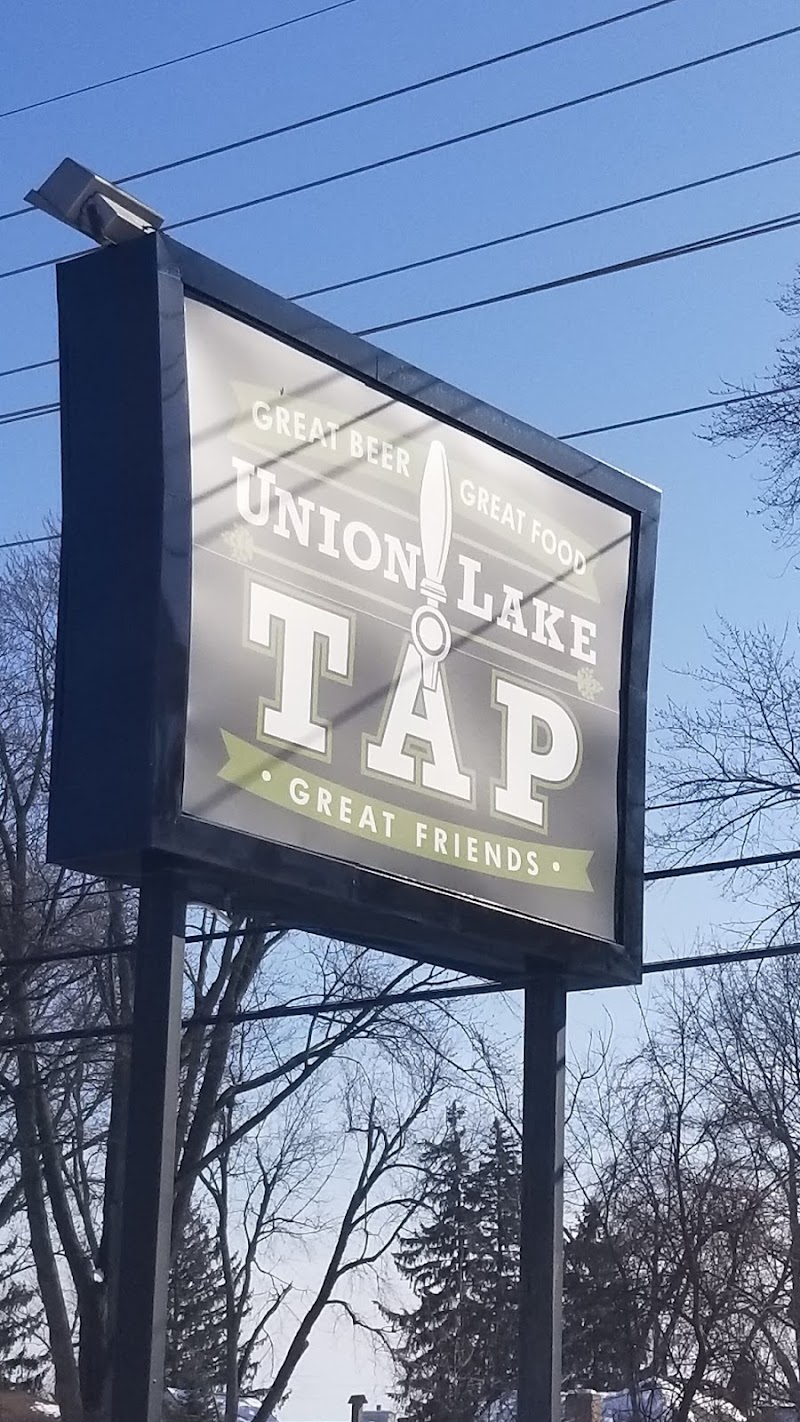 GREAT BEER GREAT FOOD
UNION LAKE
TAP
• GREAT FRIENDS •